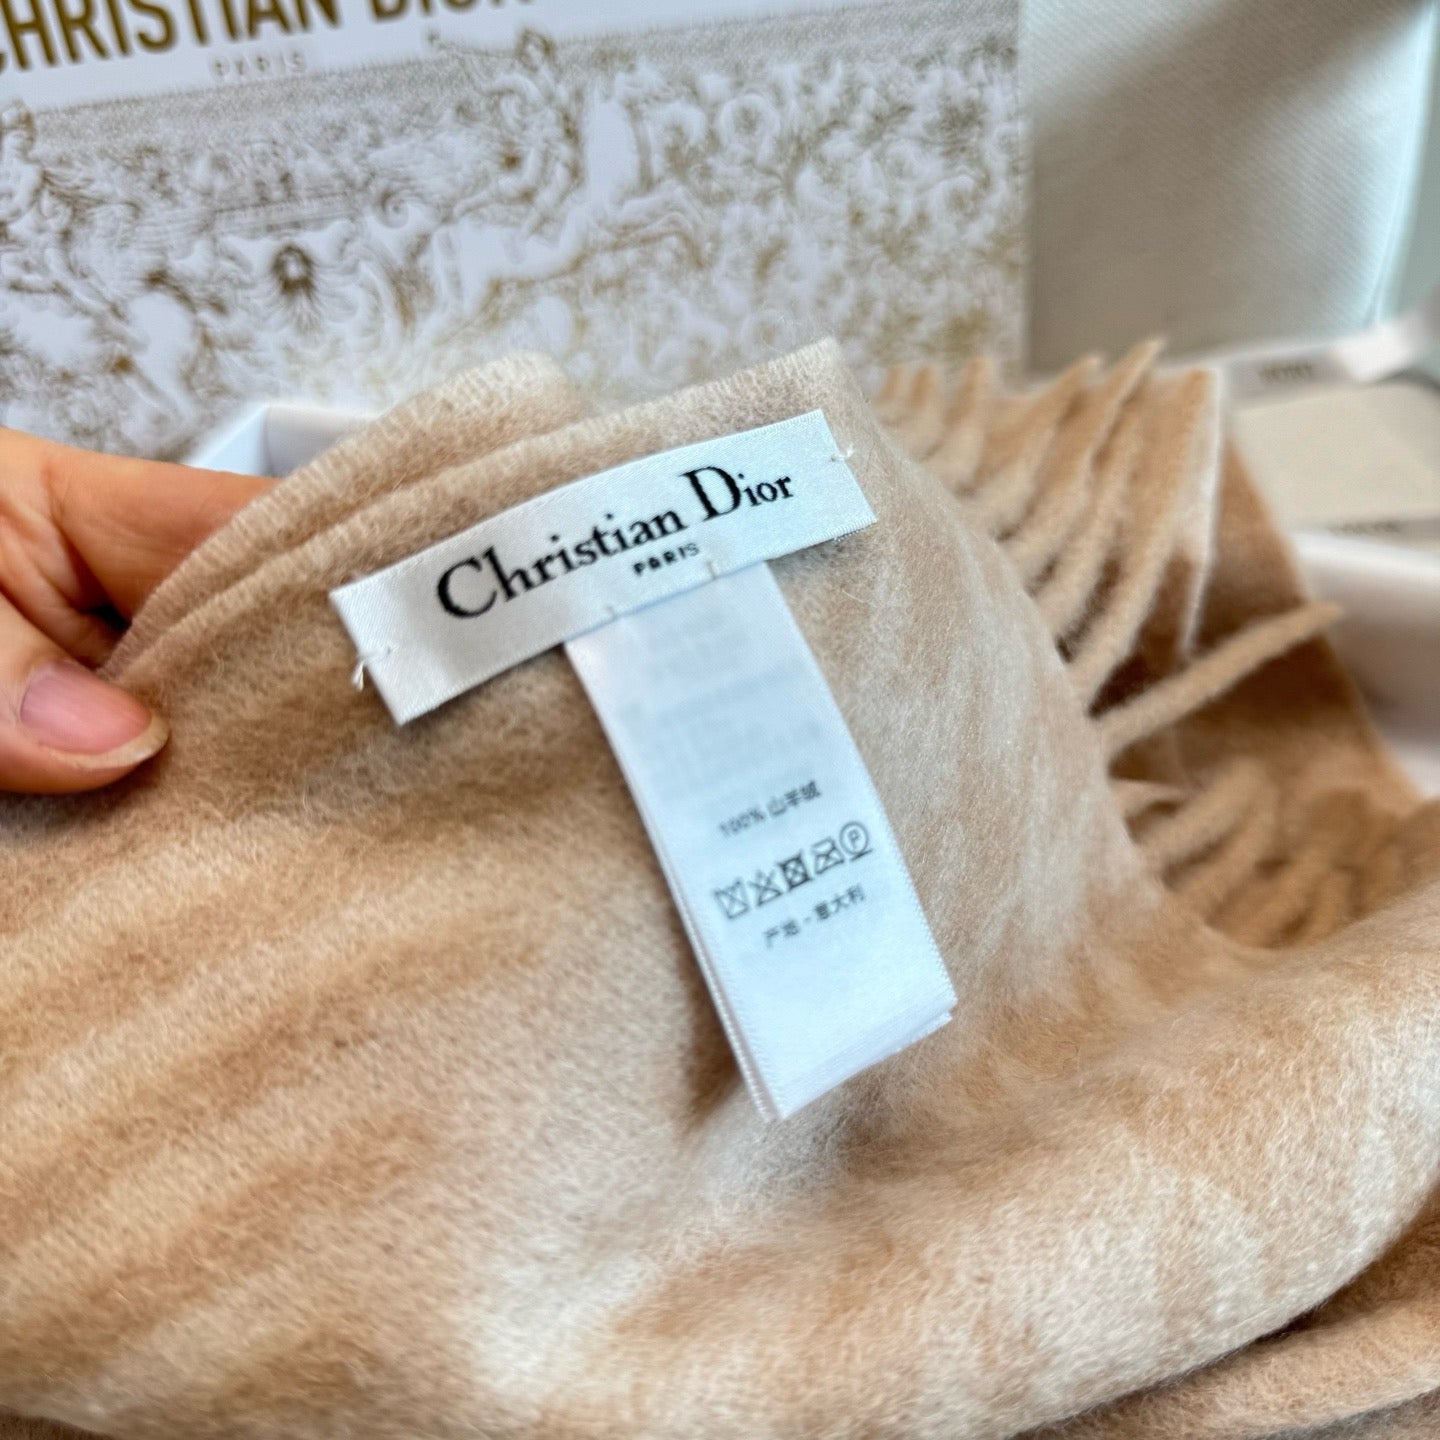 CHRISTIAN DIOR
PARIS
Christian Dior
PARIS
100% 山羊绒
P
产地 - 意大利